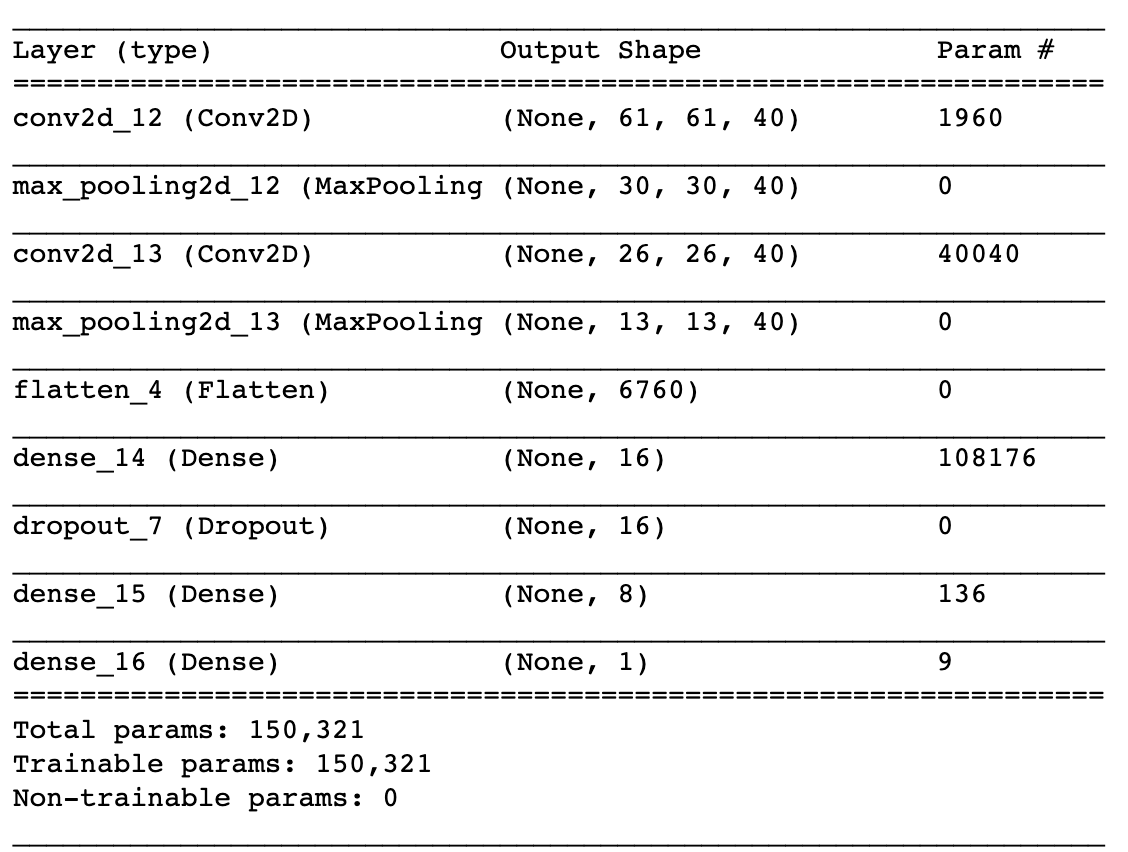 Layer (type) Output Shape Param #
=================================================================
conv2d_12 (Conv2D) (None, 61, 61, 40) 1960
max_pooling2d_12 (MaxPooling (None, 30, 30, 40) 0
conv2d_13 (Conv2D) (None, 26, 26, 40) 40040
max_pooling2d_13 (MaxPooling (None, 13, 13, 40) 0
flatten_4 (Flatten) (None, 6760) 0
dense_14 (Dense) (None, 16) 108176
dropout_7 (Dropout) (None, 16) 0
dense_15 (Dense) (None, 8) 136
dense_16 (Dense) (None, 1) 9
=================================================================
Total params: 150,321
Trainable params: 150,321
Non-trainable params: 0